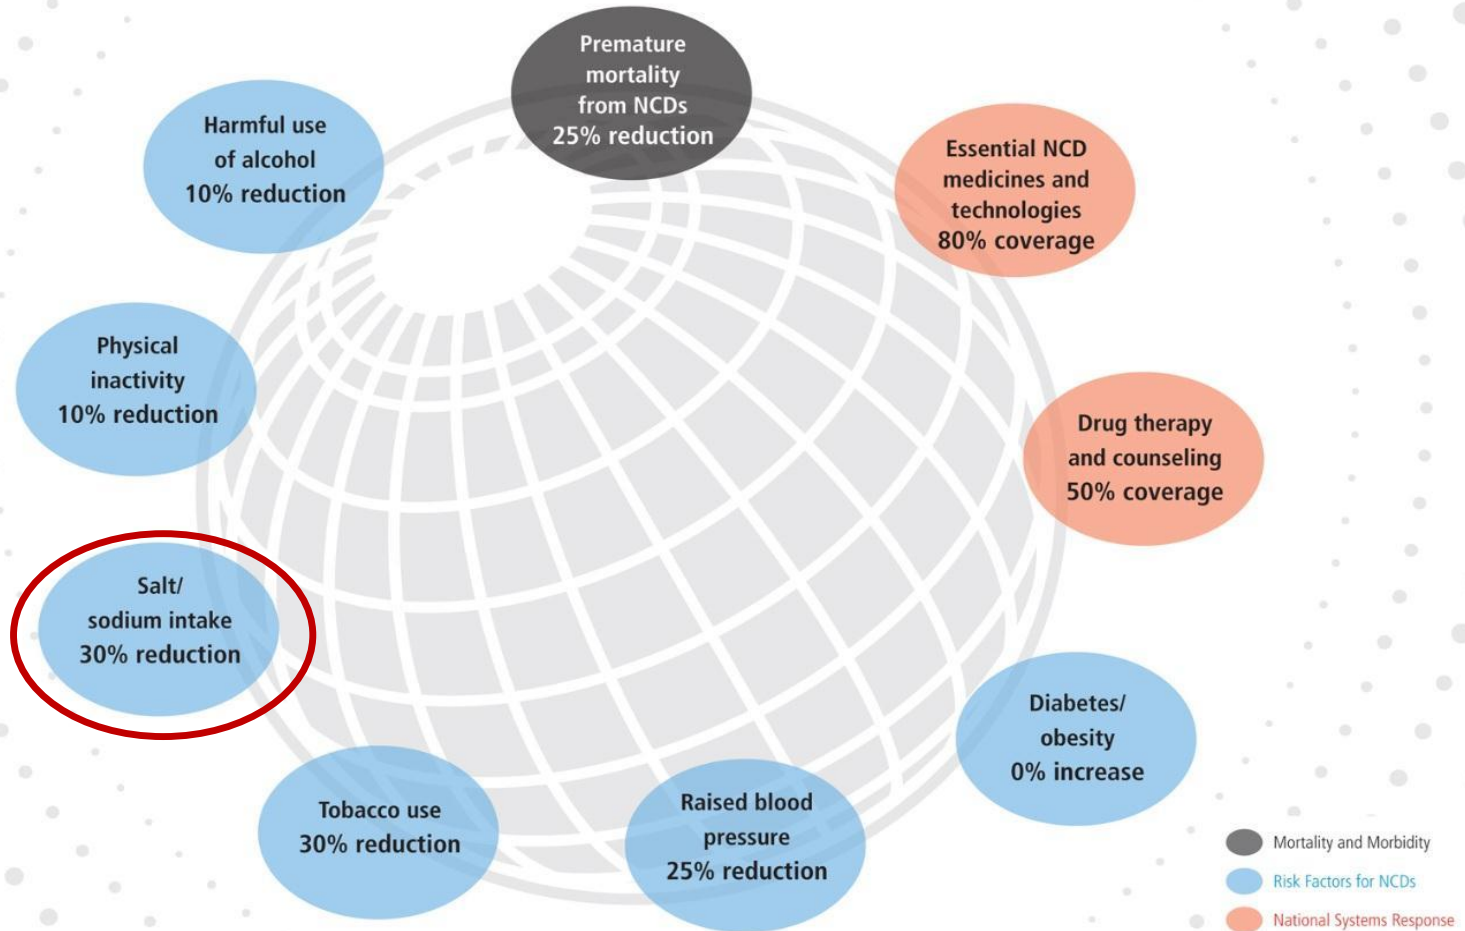 Premature
mortality
from NCDs
25% reduction
Harmful use
of alcohol
10% reduction
Essential NCD
medicines and
technologies
80% coverage
Physical
inactivity
10% reduction
Drug therapy
and counseling
50% coverage
Salt/
sodium intake
30% reduction
Diabetes/
obesity
0% increase
Tobacco use
30% reduction
Raised blood
pressure
25% reduction
Mortality and Morbidity
Risk Factors for NCDs
National Systems Response